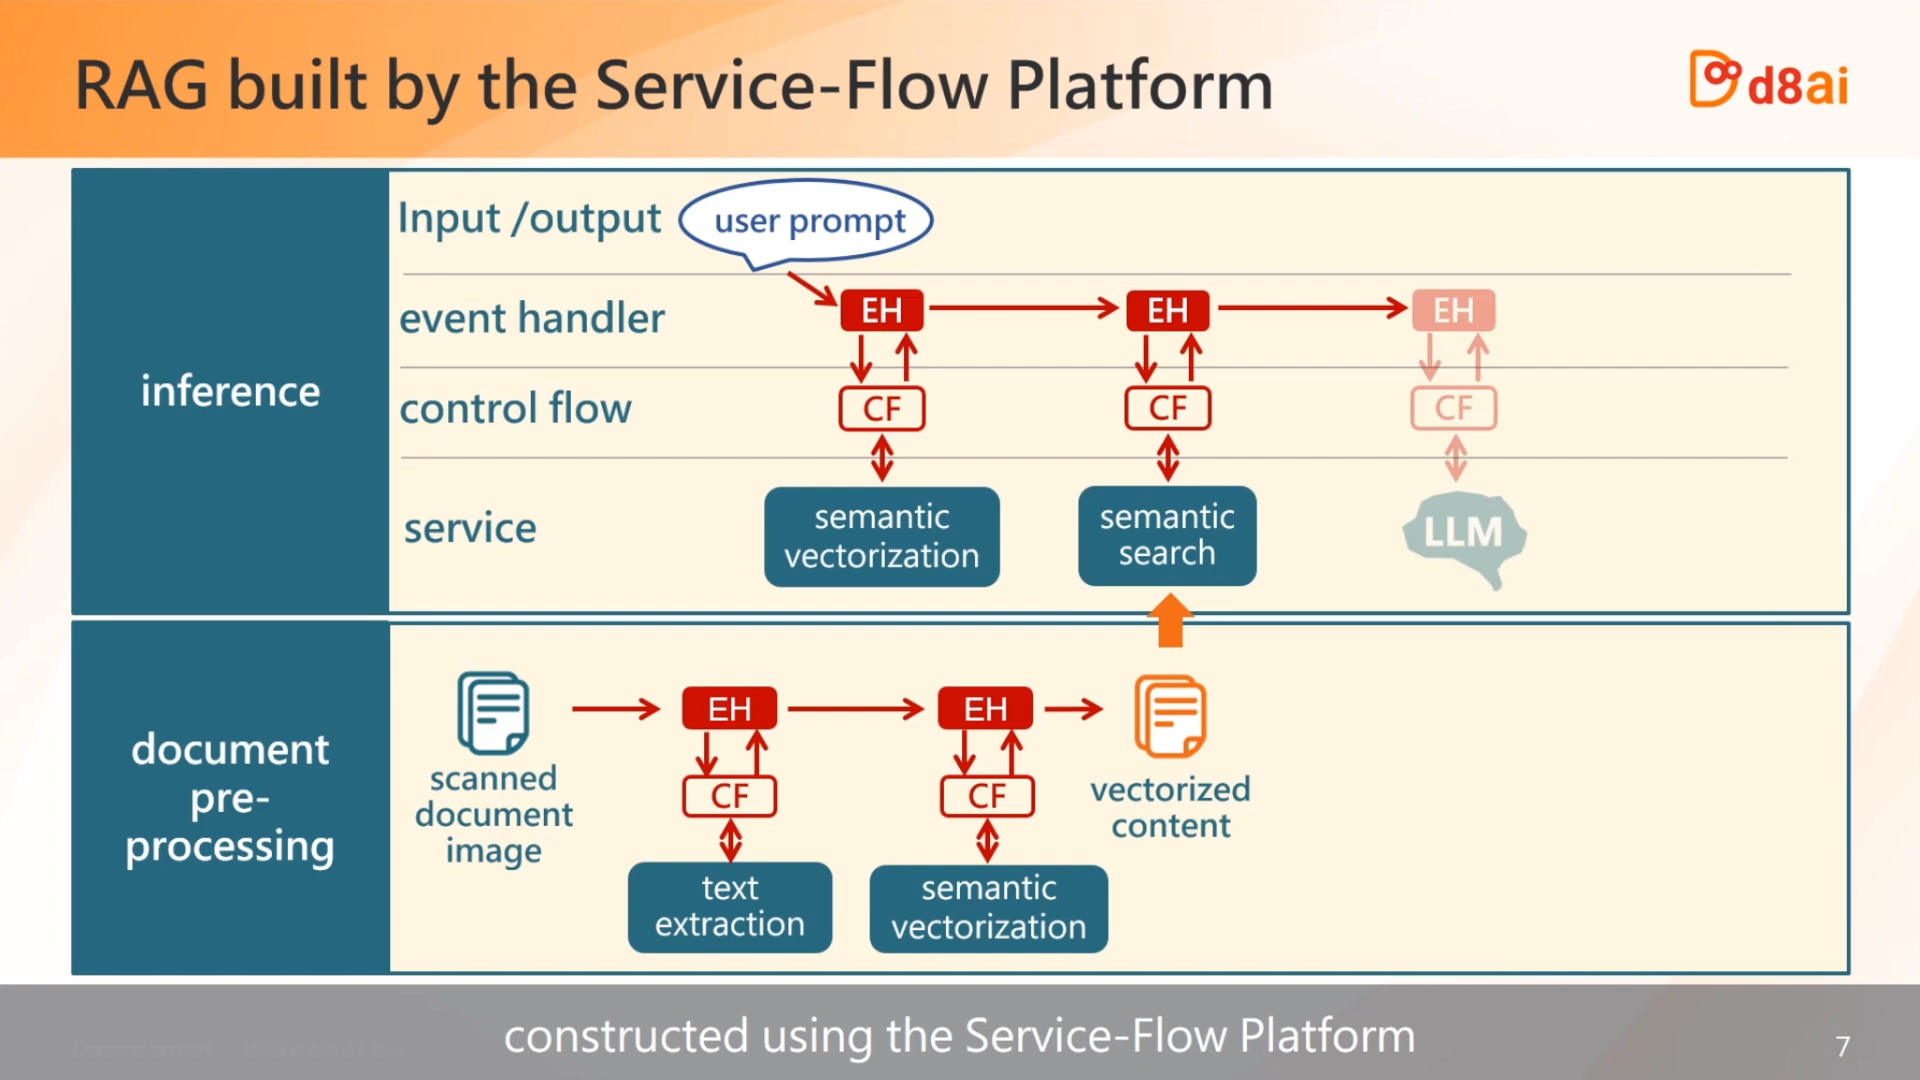 RAG built by the Service-Flow Platform
d8ai
inference
Input /output
user prompt
event handler
EH
EH
EH
control flow
CF
CF
CF
service
semantic
vectorization
semantic
search
LLM
document
pre-
processing
scanned
document
image
EH
EH
CF
CF
text
extraction
semantic
vectorization
vectorized
content
constructed using the Service-Flow Platform
7